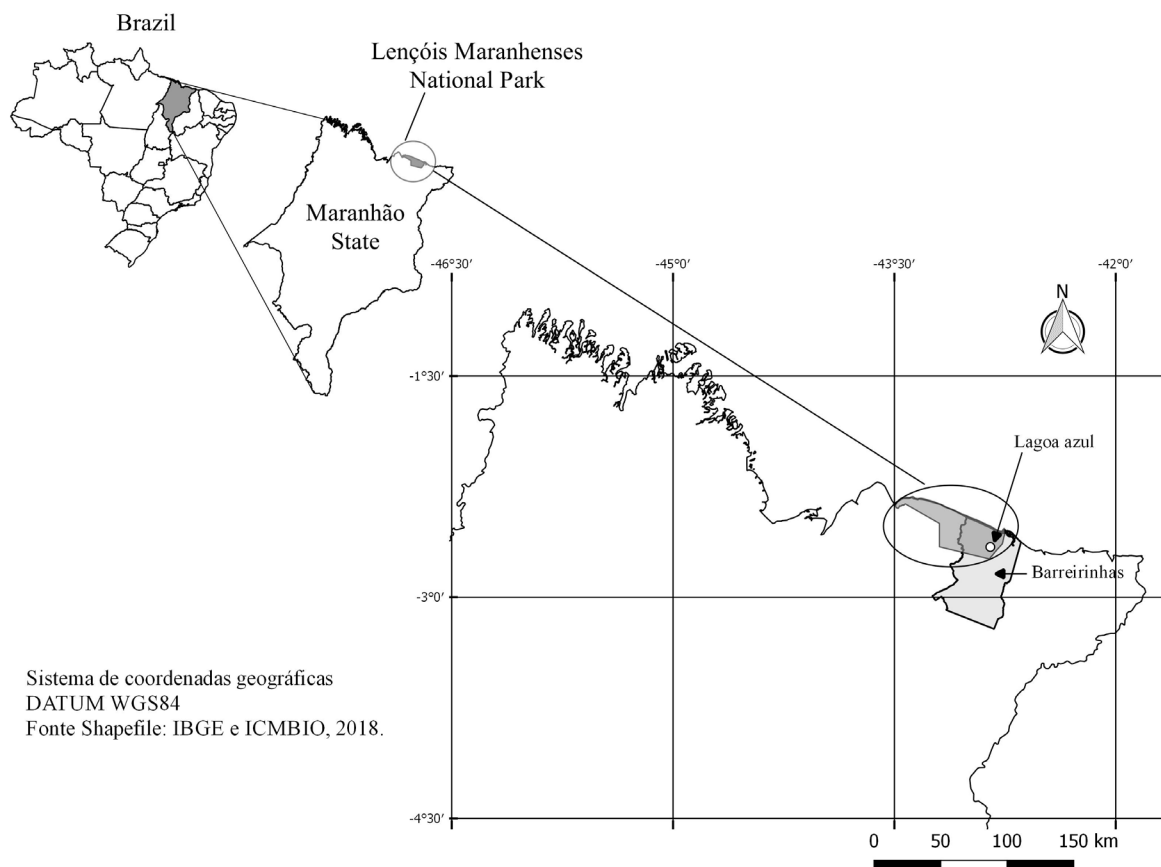 Brazil
Lençóis Maranhenses
National Park
Maranhão
State
-46°30′
-45°0′
-43°30′
-42°0′
N
-1°30′
Lagoa azul
Barreirinhas
-3°0′
Sistema de coordenadas geográficas
DATUM WGS84
Fonte Shapefile: IBGE e ICMBIO, 2018.
-4°30′
0 50 100 150 km